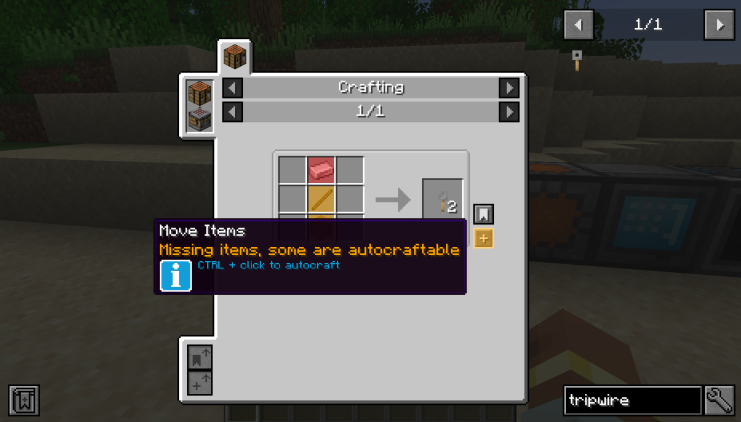 1/1
Crafting
1/1
2
Move Items
Missing items, some are autocraftable
CTRL + click to autocraft
tripwire